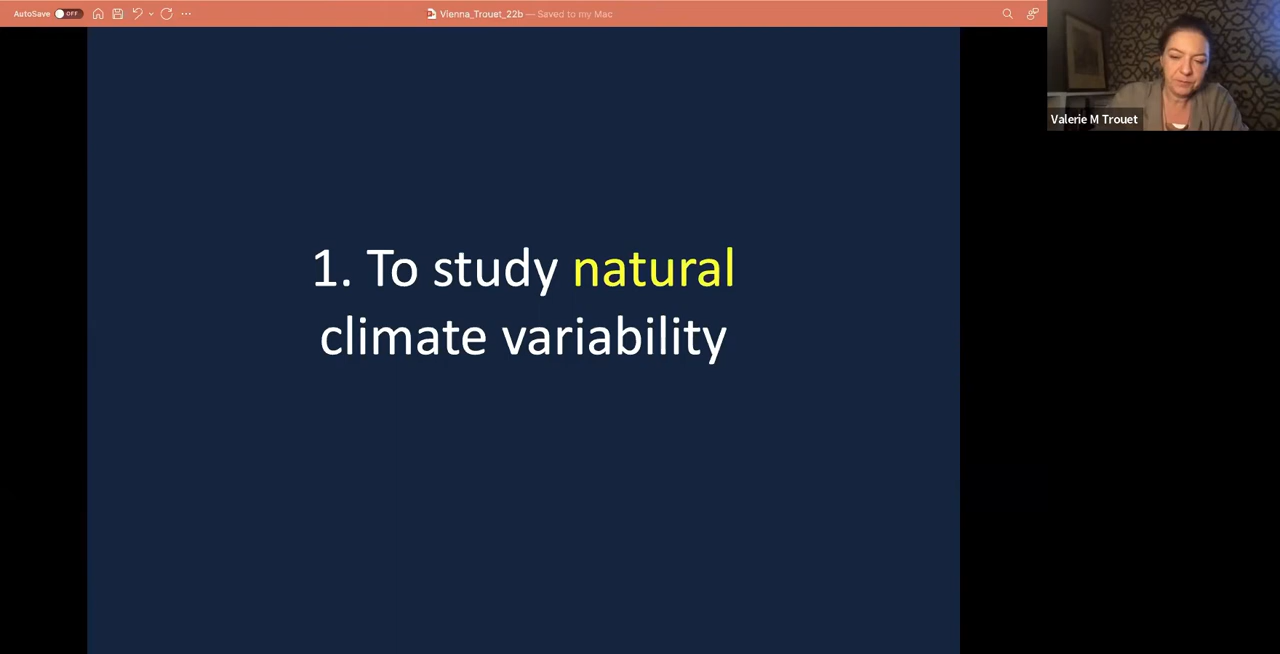 AutoSave OFF
Vienna_Trouet_22b — Saved to my Mac
Valerie M Trouet
1. To study natural
climate variability